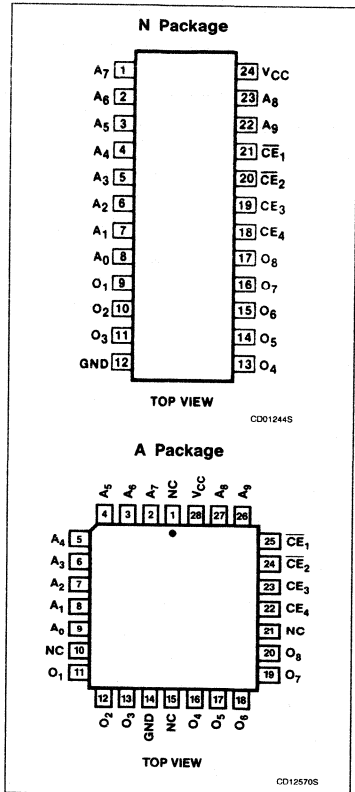 N Package
A7 1 24 VCC
A6 2 23 A8
A5 3 22 A9
A4 4 21 C̅E̅1
A3 5 20 C̅E̅2
A2 6 19 CE3
A1 7 18 CE4
A0 8 17 O8
O1 9 16 O7
O2 10 15 O6
O3 11 14 O5
GND 12 13 O4
TOP VIEW
CD01244S
A Package
A5 A6 A7 NC VCC A8 A9
4 3 2 1 28 27 26
A4 5 25 C̅E̅1
A3 6 24 C̅E̅2
A2 7 23 CE3
A1 8 22 CE4
A0 9 21 NC
NC 10 20 O8
O1 11 19 O7
12 13 14 15 16 17 18
O2 O3 GND NC O4 O5 O6
TOP VIEW
CD12570S